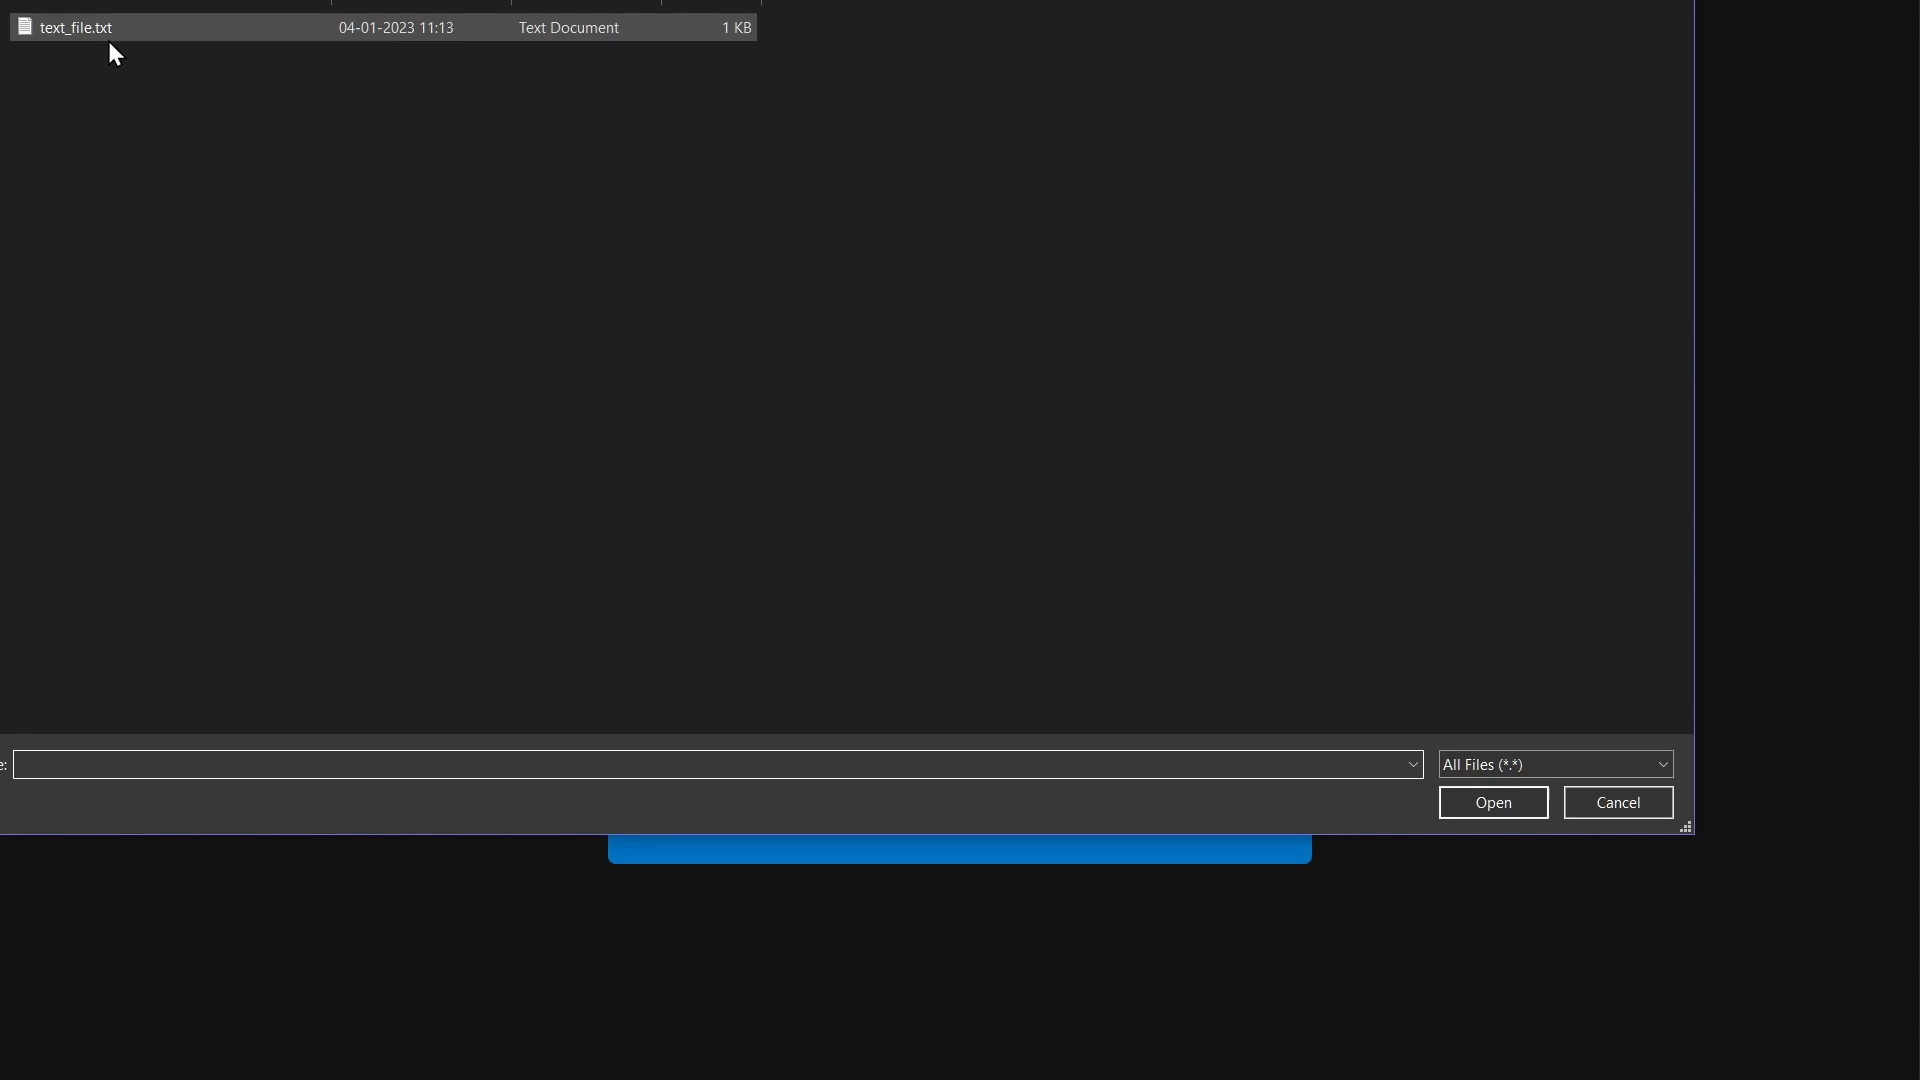 text_file.txt 04-01-2023 11:13 Text Document 1 KB
e: All Files (*.*)
Open Cancel